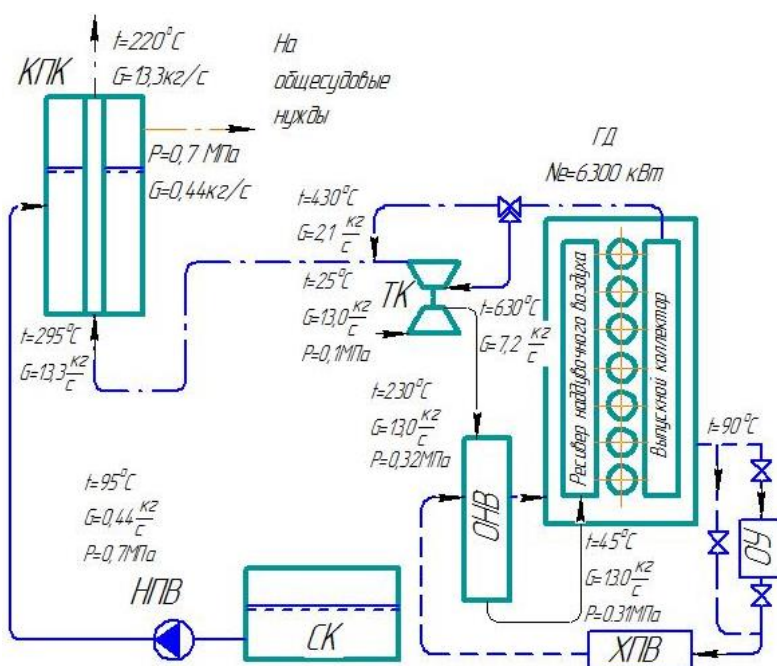 t=220°C
G=13,3кг/с
КПК
На
общесудовые
нужды
P=0,7 МПа
G=0,44кг/с
ГД
Ne=6300 кВт
t=430°C
G=2,1 кг/с
t=25°C
G=13,0 кг/с
P=0,1МПа
ТК
t=630°C
G=7,2 кг/с
Ресивер наддувочного воздуха
Выпускной коллектор
t=295°C
G=13,3 кг/с
t=230°C
G=13,0 кг/с
P=0,32МПа
t=90°C
t=95°C
G=0,44 кг/с
P=0,7МПа
ОНВ
ОУ
t=45°C
G=13.0 кг/с
P=0.31МПа
НПВ
СК
ХПВ